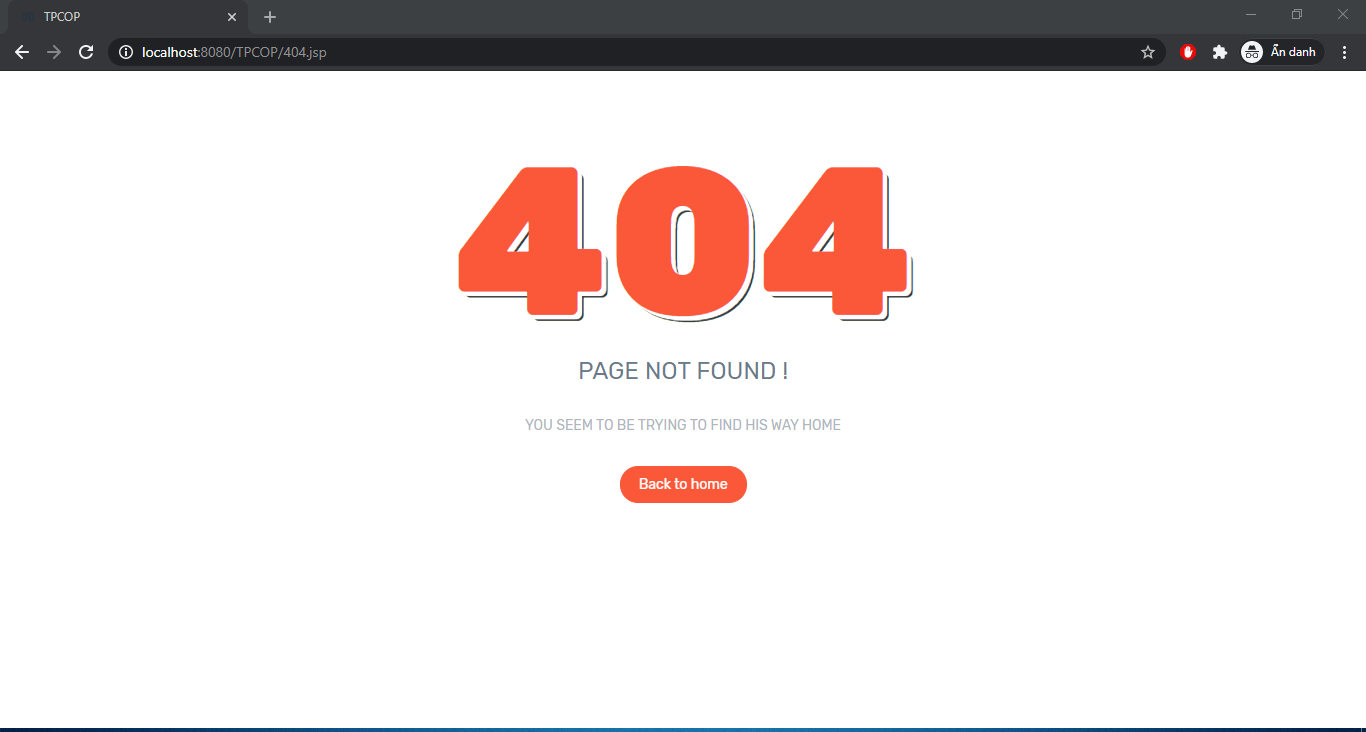 TPCOP
localhost:8080/TPCOP/404.jsp
Ẩn danh
404
PAGE NOT FOUND !
YOU SEEM TO BE TRYING TO FIND HIS WAY HOME
Back to home